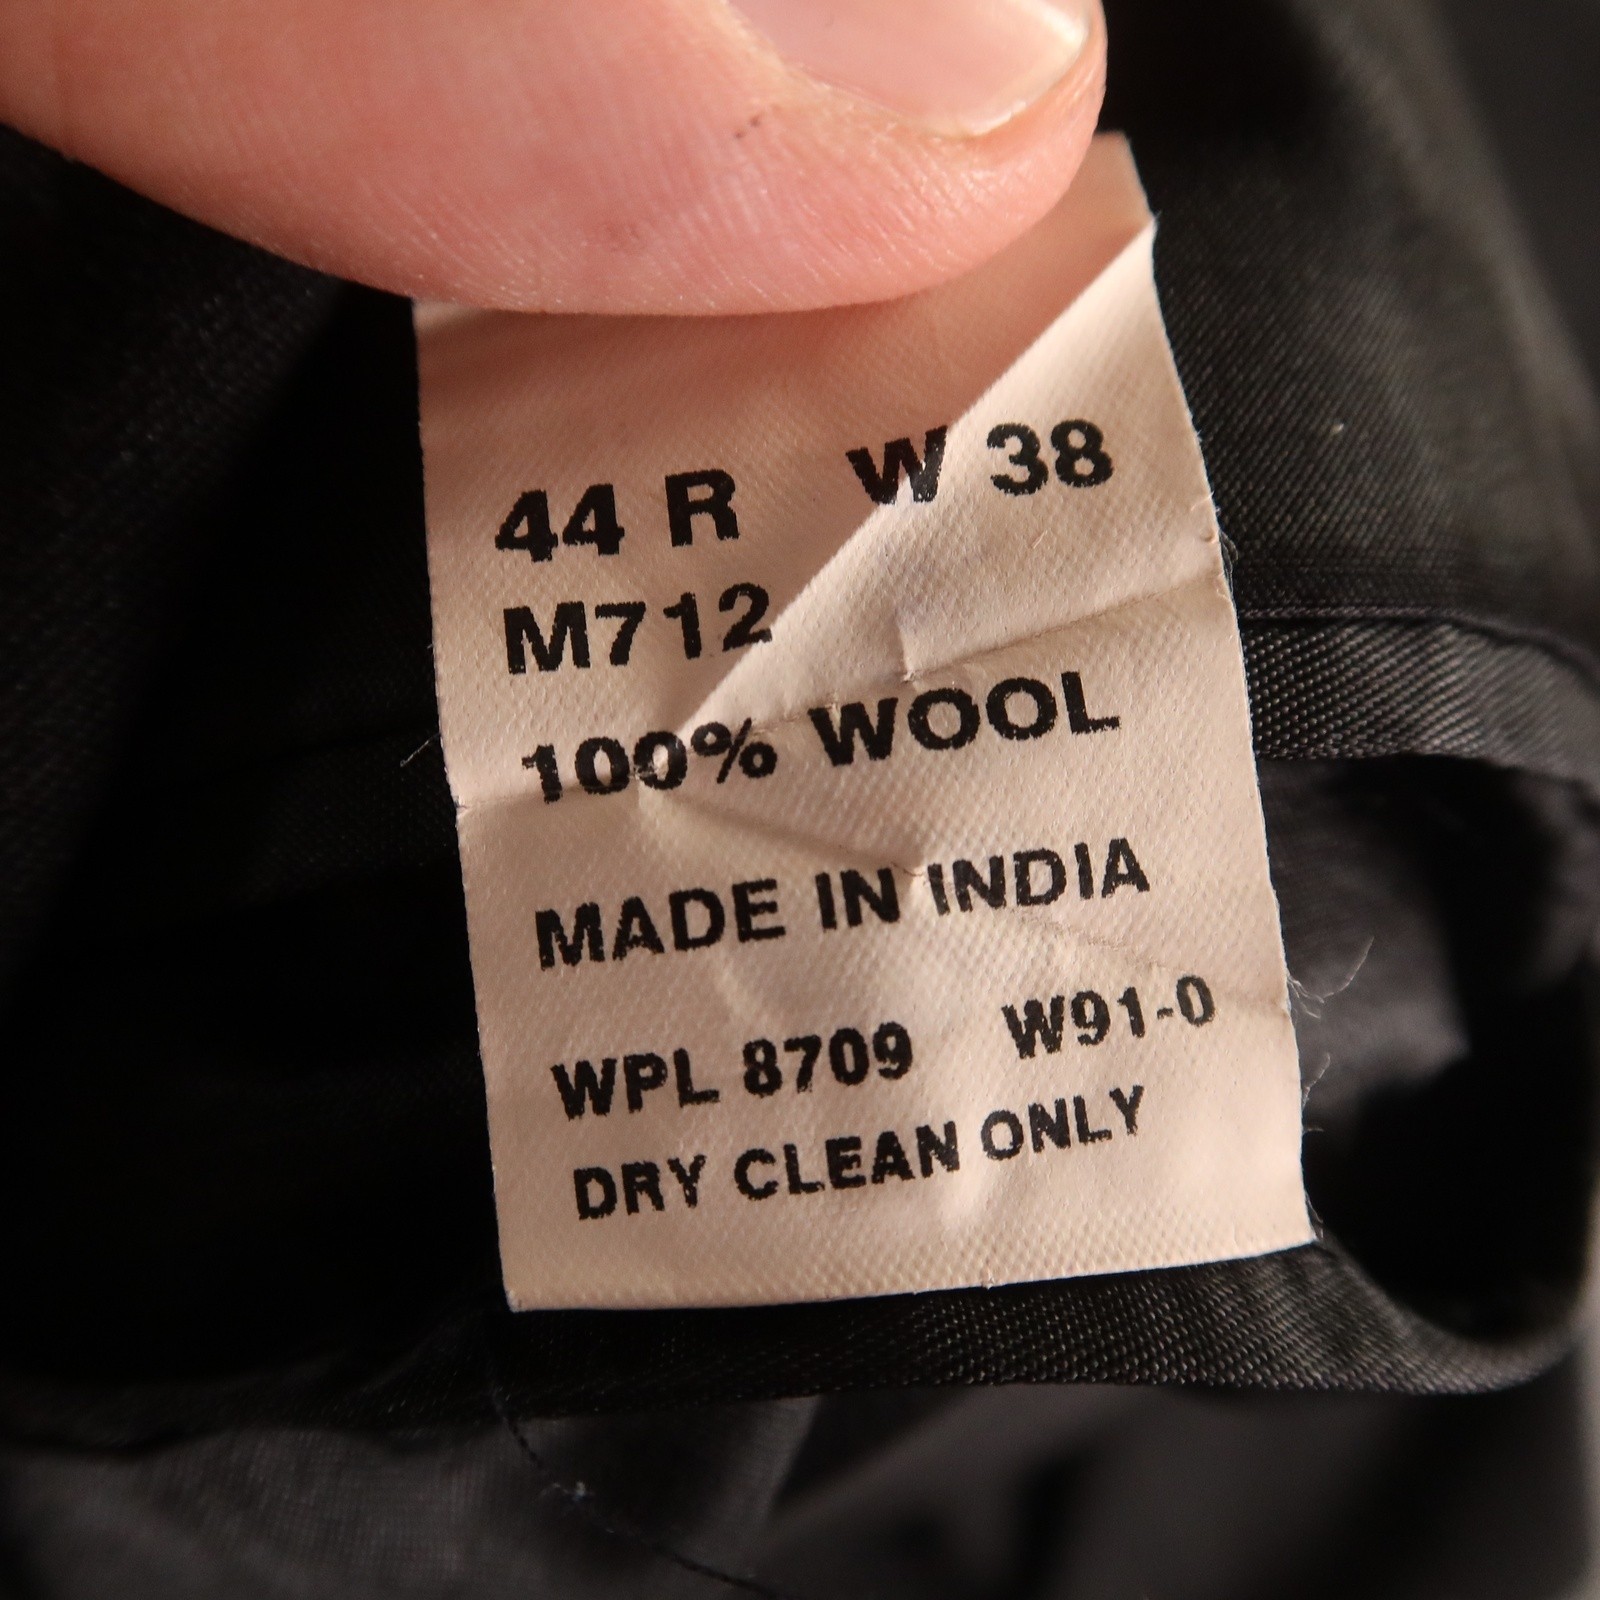 44 R W 38
M712
100% WOOL
MADE IN INDIA
WPL 8709 W91-0
DRY CLEAN ONLY